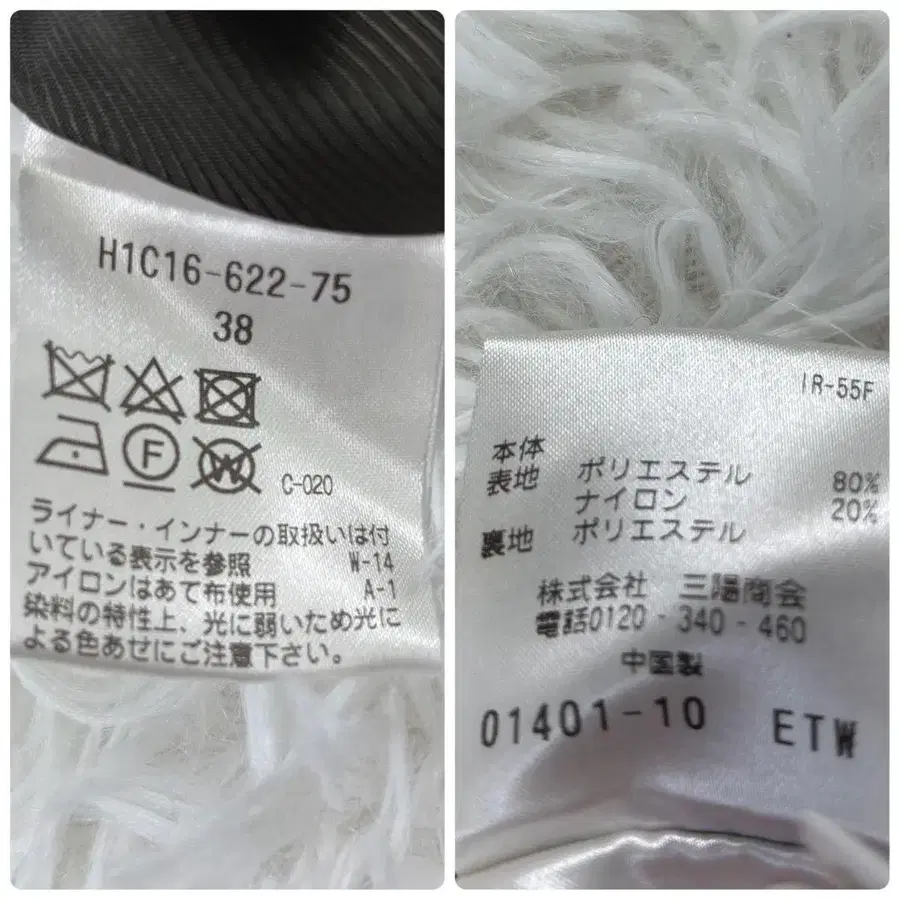 H1C16-622-75
38
F
W
C-020
ライナー・インナーの取扱いは付
いている表示を参照 W-14
アイロンはあて布使用 A-1
染料の特性上、光に弱いため光に
よる色あせにご注意下さい。
IR-55F
本体
表地 ポリエステル 80%
ナイロン 20%
裏地 ポリエステル
株式会社 三陽商会
電話0120-340-460
中国製
01401-10 ETW